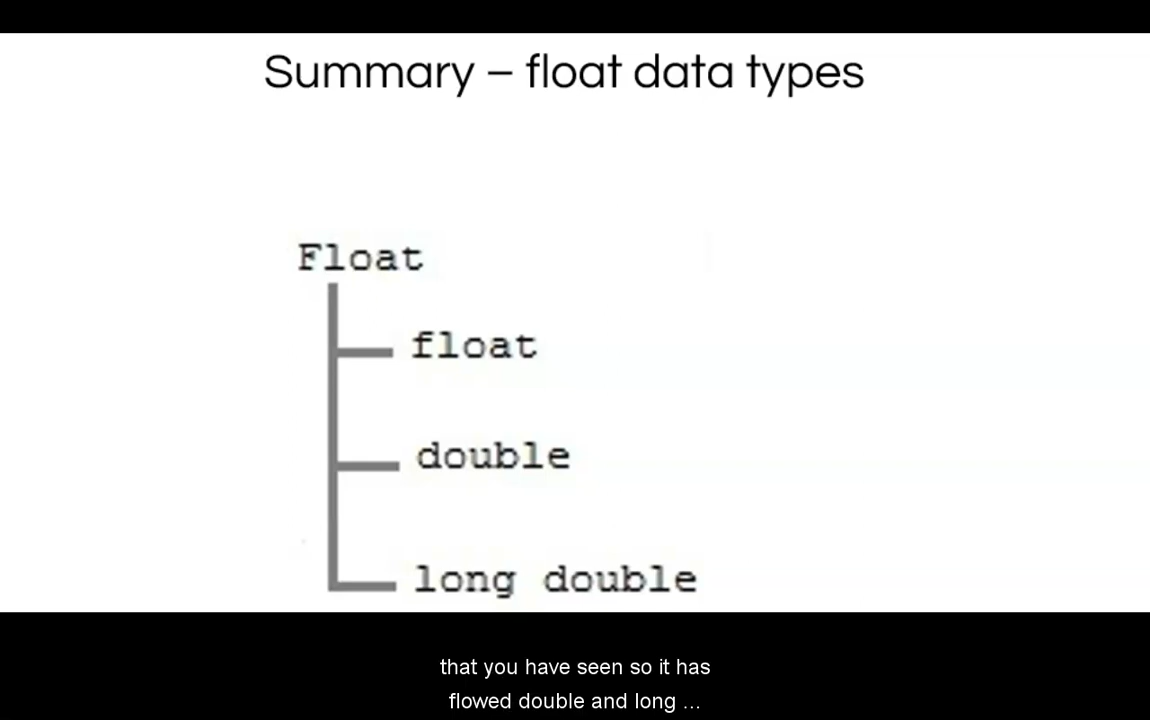 Summary – float data types
Float
float
double
long double
that you have seen so it has
flowed double and long ...